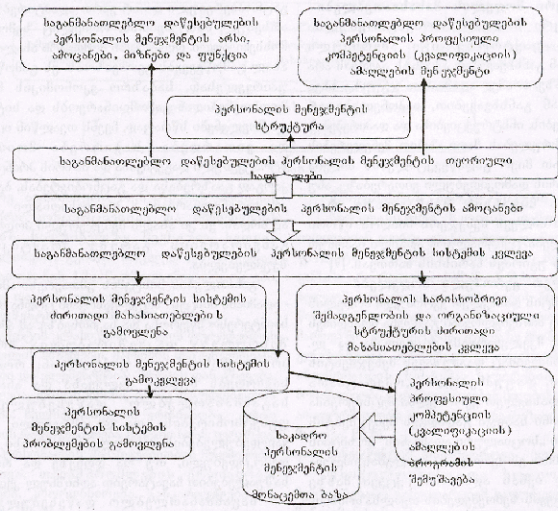 საგანმანათლებლო დაწესებულების
პერსონალის მენეჯმენტის არსი,
ამოცანები, მიზნები და ფუნქცია
საგანმანათლებლო დაწესებულების
პერსონალის პროფესიული
კომპეტენციის (კვალიფიკაციის)
ამაღლების მენეჯმენტი
პერსონალის მენეჯმენტის
სტრუქტურა
საგანმანათლებლო დაწესებულების პერსონალის მენეჯმენტის თეორიული
საგანმანათლებლო დაწესებულების პერსონალის მენეჯმენტის ამოცანები
საგანმანათლებლო დაწესებულების პერსონალის მენეჯმენტის სისტემის კვლევა
პერსონალის მენეჯმენტის სისტემის
ძირითადი მახასიათებლების
გამოვლენა
პერსონალის ხარისხობრივი
შემადგენლობის და ორგანიზაციული
სტრუქტურის ძირითადი
მახასიათებლების კვლევა
პერსონალის მენეჯმენტის სისტემის
გამოკვლევა
პერსონალის
მენეჯმენტის სისტემის
პრობლემების გამოვლენა
საკადრო
პერსონალის
მენეჯმენტის
მონაცემთა ბაზა
პერსონალის
პროფესიული
კომპეტენციის
(კვალიფიკაციის)
ამაღლების
პროგრამის
შემუშავება